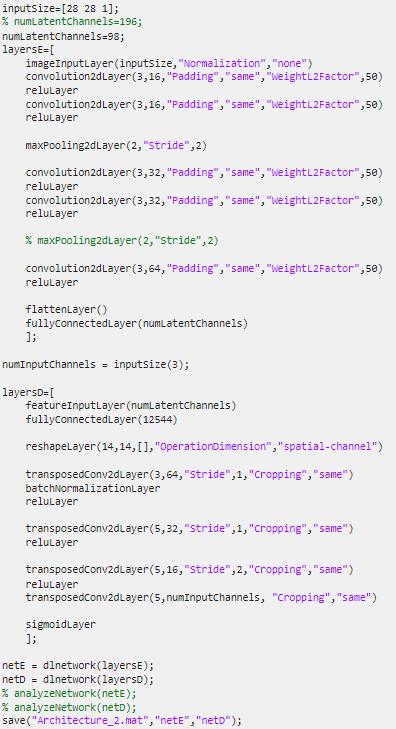 inputSize=[28 28 1];
% numLatentChannels=196;
numLatentChannels=98;
layersE=[
imageInputLayer(inputSize,"Normalization","none")
convolution2dLayer(3,16,"Padding","same","WeightL2Factor",50)
reluLayer
convolution2dLayer(3,16,"Padding","same","WeightL2Factor",50)
reluLayer
maxPooling2dLayer(2,"Stride",2)
convolution2dLayer(3,32,"Padding","same","WeightL2Factor",50)
reluLayer
convolution2dLayer(3,32,"Padding","same","WeightL2Factor",50)
reluLayer
% maxPooling2dLayer(2,"Stride",2)
convolution2dLayer(3,64,"Padding","same","WeightL2Factor",50)
reluLayer
flattenLayer()
fullyConnectedLayer(numLatentChannels)
];
numInputChannels = inputSize(3);
layersD=[
featureInputLayer(numLatentChannels)
fullyConnectedLayer(12544)
reshapeLayer(14,14,[],"OperationDimension","spatial-channel")
transposedConv2dLayer(3,64,"Stride",1,"Cropping","same")
batchNormalizationLayer
reluLayer
transposedConv2dLayer(5,32,"Stride",1,"Cropping","same")
reluLayer
transposedConv2dLayer(5,16,"Stride",2,"Cropping","same")
reluLayer
transposedConv2dLayer(5,numInputChannels, "Cropping","same")
sigmoidLayer
];
netE = dlnetwork(layersE);
netD = dlnetwork(layersD);
% analyzeNetwork(netE);
% analyzeNetwork(netD);
save("Architecture_2.mat","netE","netD");